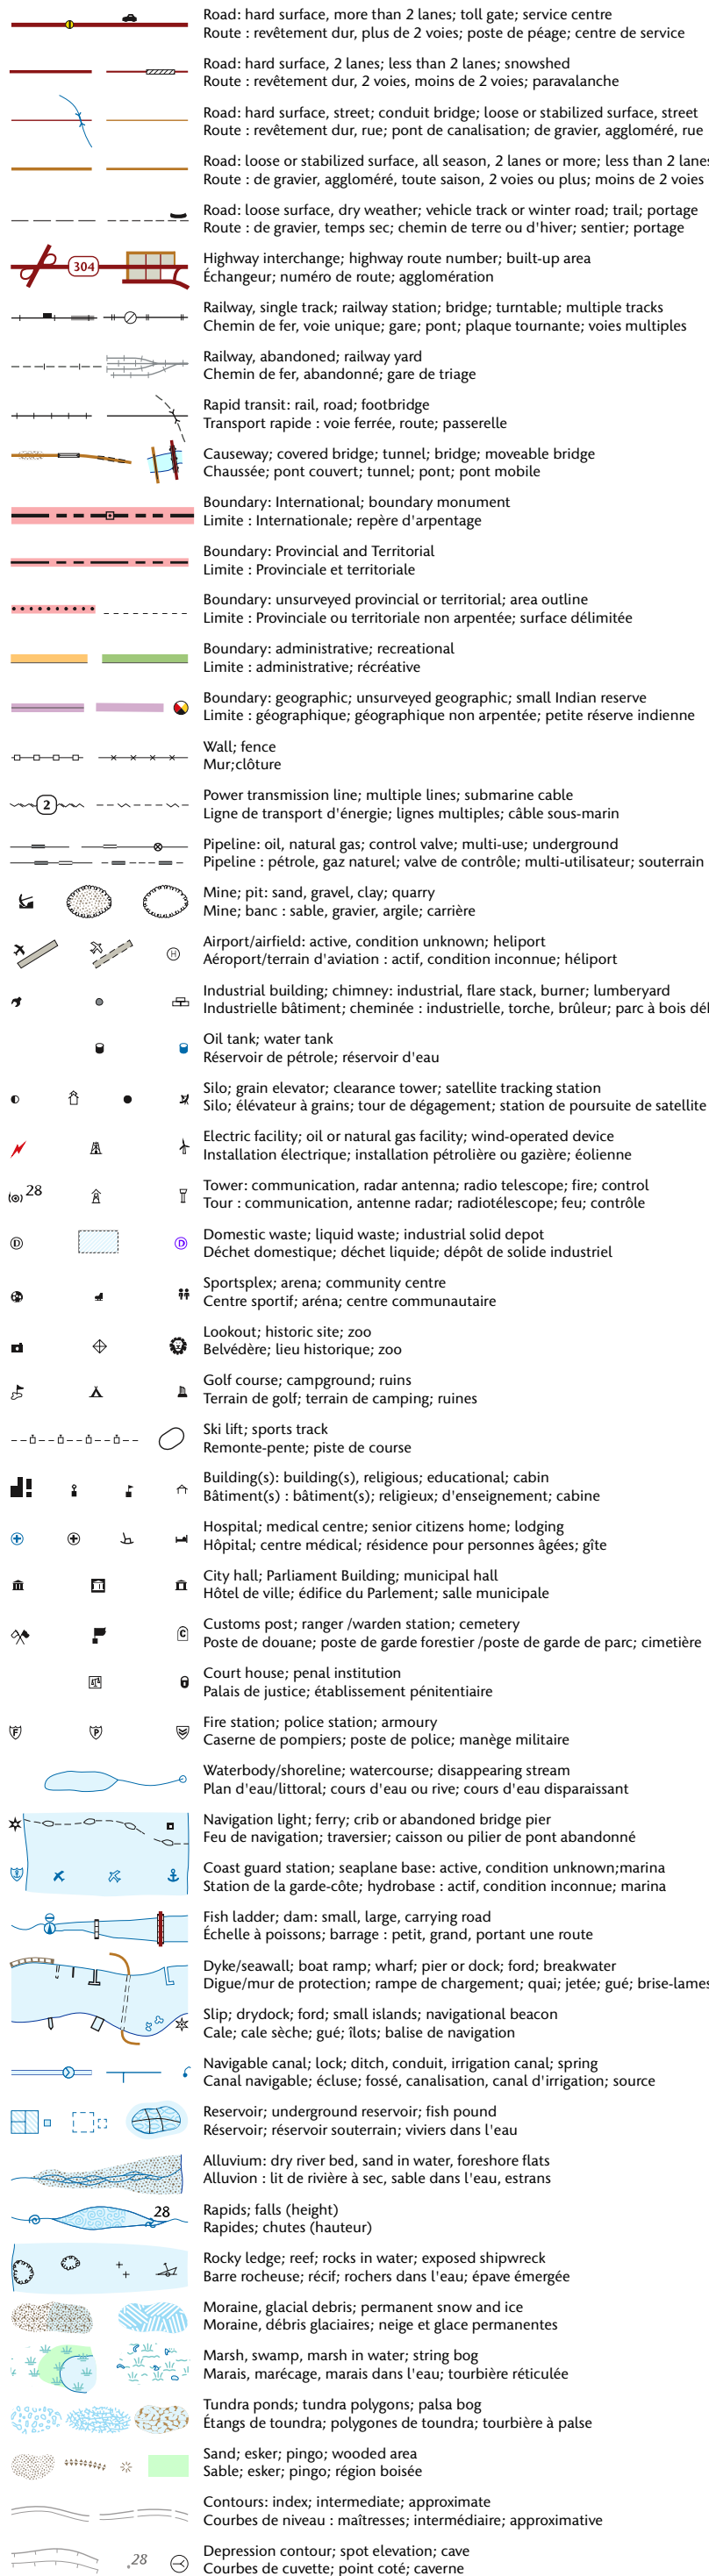 Road: hard surface, more than 2 lanes; toll gate; service centre
Route : revêtement dur, plus de 2 voies; poste de péage; centre de service
Road: hard surface, 2 lanes; less than 2 lanes; snowshed
Route : revêtement dur, 2 voies, moins de 2 voies; paravalanche
Road: hard surface, street; conduit bridge; loose or stabilized surface, street
Route : revêtement dur, rue; pont de canalisation; de gravier, aggloméré, rue
Road: loose or stabilized surface, all season, 2 lanes or more; less than 2 lanes
Route : de gravier, aggloméré, toute saison, 2 voies ou plus; moins de 2 voies
Road: loose surface, dry weather; vehicle track or winter road; trail; portage
Route : de gravier, temps sec; chemin de terre ou d'hiver; sentier; portage
304
Highway interchange; highway route number; built-up area
Échangeur; numéro de route; agglomération
Railway, single track; railway station; bridge; turntable; multiple tracks
Chemin de fer, voie unique; gare; pont; plaque tournante; voies multiples
Railway, abandoned; railway yard
Chemin de fer, abandonné; gare de triage
Rapid transit: rail, road; footbridge
Transport rapide : voie ferrée, route; passerelle
Causeway; covered bridge; tunnel; bridge; moveable bridge
Chaussée; pont couvert; tunnel; pont; pont mobile
Boundary: International; boundary monument
Limite : Internationale; repère d'arpentage
Boundary: Provincial and Territorial
Limite : Provinciale et territoriale
Boundary: unsurveyed provincial or territorial; area outline
Limite : Provinciale ou territoriale non arpentée; surface délimitée
Boundary: administrative; recreational
Limite : administrative; récréative
Boundary: geographic; unsurveyed geographic; small Indian reserve
Limite : géographique; géographique non arpentée; petite réserve indienne
Wall; fence
Mur;clôture
2
Power transmission line; multiple lines; submarine cable
Ligne de transport d'énergie; lignes multiples; câble sous-marin
Pipeline: oil, natural gas; control valve; multi-use; underground
Pipeline : pétrole, gaz naturel; valve de contrôle; multi-utilisateur; souterrain
Mine; pit: sand, gravel, clay; quarry
Mine; banc : sable, gravier, argile; carrière
H
Airport/airfield: active, condition unknown; heliport
Aéroport/terrain d'aviation : actif, condition inconnue; héliport
Industrial building; chimney: industrial, flare stack, burner; lumberyard
Industrielle bâtiment; cheminée : industrielle, torche, brûleur; parc à bois dél
Oil tank; water tank
Réservoir de pétrole; réservoir d'eau
Silo; grain elevator; clearance tower; satellite tracking station
Silo; élévateur à grains; tour de dégagement; station de poursuite de satellite
Electric facility; oil or natural gas facility; wind-operated device
Installation électrique; installation pétrolière ou gazière; éolienne
28
Tower: communication, radar antenna; radio telescope; fire; control
Tour : communication, antenne radar; radiotélescope; feu; contrôle
D D
Domestic waste; liquid waste; industrial solid depot
Déchet domestique; déchet liquide; dépôt de solide industriel
Sportsplex; arena; community centre
Centre sportif; aréna; centre communautaire
Lookout; historic site; zoo
Belvédère; lieu historique; zoo
Golf course; campground; ruins
Terrain de golf; terrain de camping; ruines
Ski lift; sports track
Remonte-pente; piste de course
Building(s): building(s), religious; educational; cabin
Bâtiment(s) : bâtiment(s); religieux; d'enseignement; cabine
Hospital; medical centre; senior citizens home; lodging
Hôpital; centre médical; résidence pour personnes âgées; gîte
City hall; Parliament Building; municipal hall
Hôtel de ville; édifice du Parlement; salle municipale
C
Customs post; ranger /warden station; cemetery
Poste de douane; poste de garde forestier /poste de garde de parc; cimetière
Court house; penal institution
Palais de justice; établissement pénitentiaire
F P
Fire station; police station; armoury
Caserne de pompiers; poste de police; manège militaire
Waterbody/shoreline; watercourse; disappearing stream
Plan d'eau/littoral; cours d'eau ou rive; cours d'eau disparaissant
Navigation light; ferry; crib or abandoned bridge pier
Feu de navigation; traversier; caisson ou pilier de pont abandonné
Coast guard station; seaplane base: active, condition unknown;marina
Station de la garde-côte; hydrobase : actif, condition inconnue; marina
Fish ladder; dam: small, large, carrying road
Échelle à poissons; barrage : petit, grand, portant une route
Dyke/seawall; boat ramp; wharf; pier or dock; ford; breakwater
Digue/mur de protection; rampe de chargement; quai; jetée; gué; brise-lames
Slip; drydock; ford; small islands; navigational beacon
Cale; cale sèche; gué; îlots; balise de navigation
Navigable canal; lock; ditch, conduit, irrigation canal; spring
Canal navigable; écluse; fossé, canalisation, canal d'irrigation; source
Reservoir; underground reservoir; fish pound
Réservoir; réservoir souterrain; viviers dans l'eau
Alluvium: dry river bed, sand in water, foreshore flats
Alluvion : lit de rivière à sec, sable dans l'eau, estrans
28
Rapids; falls (height)
Rapides; chutes (hauteur)
Rocky ledge; reef; rocks in water; exposed shipwreck
Barre rocheuse; récif; rochers dans l'eau; épave émergée
Moraine, glacial debris; permanent snow and ice
Moraine, débris glaciaires; neige et glace permanentes
Marsh, swamp, marsh in water; string bog
Marais, marécage, marais dans l'eau; tourbière réticulée
Tundra ponds; tundra polygons; palsa bog
Étangs de toundra; polygones de toundra; tourbière à palse
Sand; esker; pingo; wooded area
Sable; esker; pingo; région boisée
Contours: index; intermediate; approximate
Courbes de niveau : maîtresses; intermédiaire; approximative
.28
Depression contour; spot elevation; cave
Courbes de cuvette; point coté; caverne